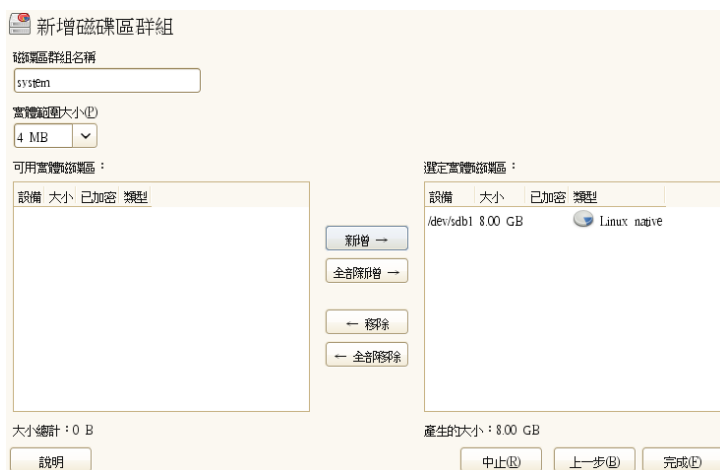 新增磁碟區群組
磁碟區群組名稱
system
實體範圍大小(P)
4 MB
可用實體磁碟區：
設備 大小 已加密 類型
新增 →
全部新增 →
← 移除
← 全部移除
大小總計：0 B
選定實體磁碟區：
設備 大小 已加密 類型
/dev/sdb1 8.00 GB Linux native
產生的大小：8.00 GB
說明
中止(R)
上一步(B)
完成(F)